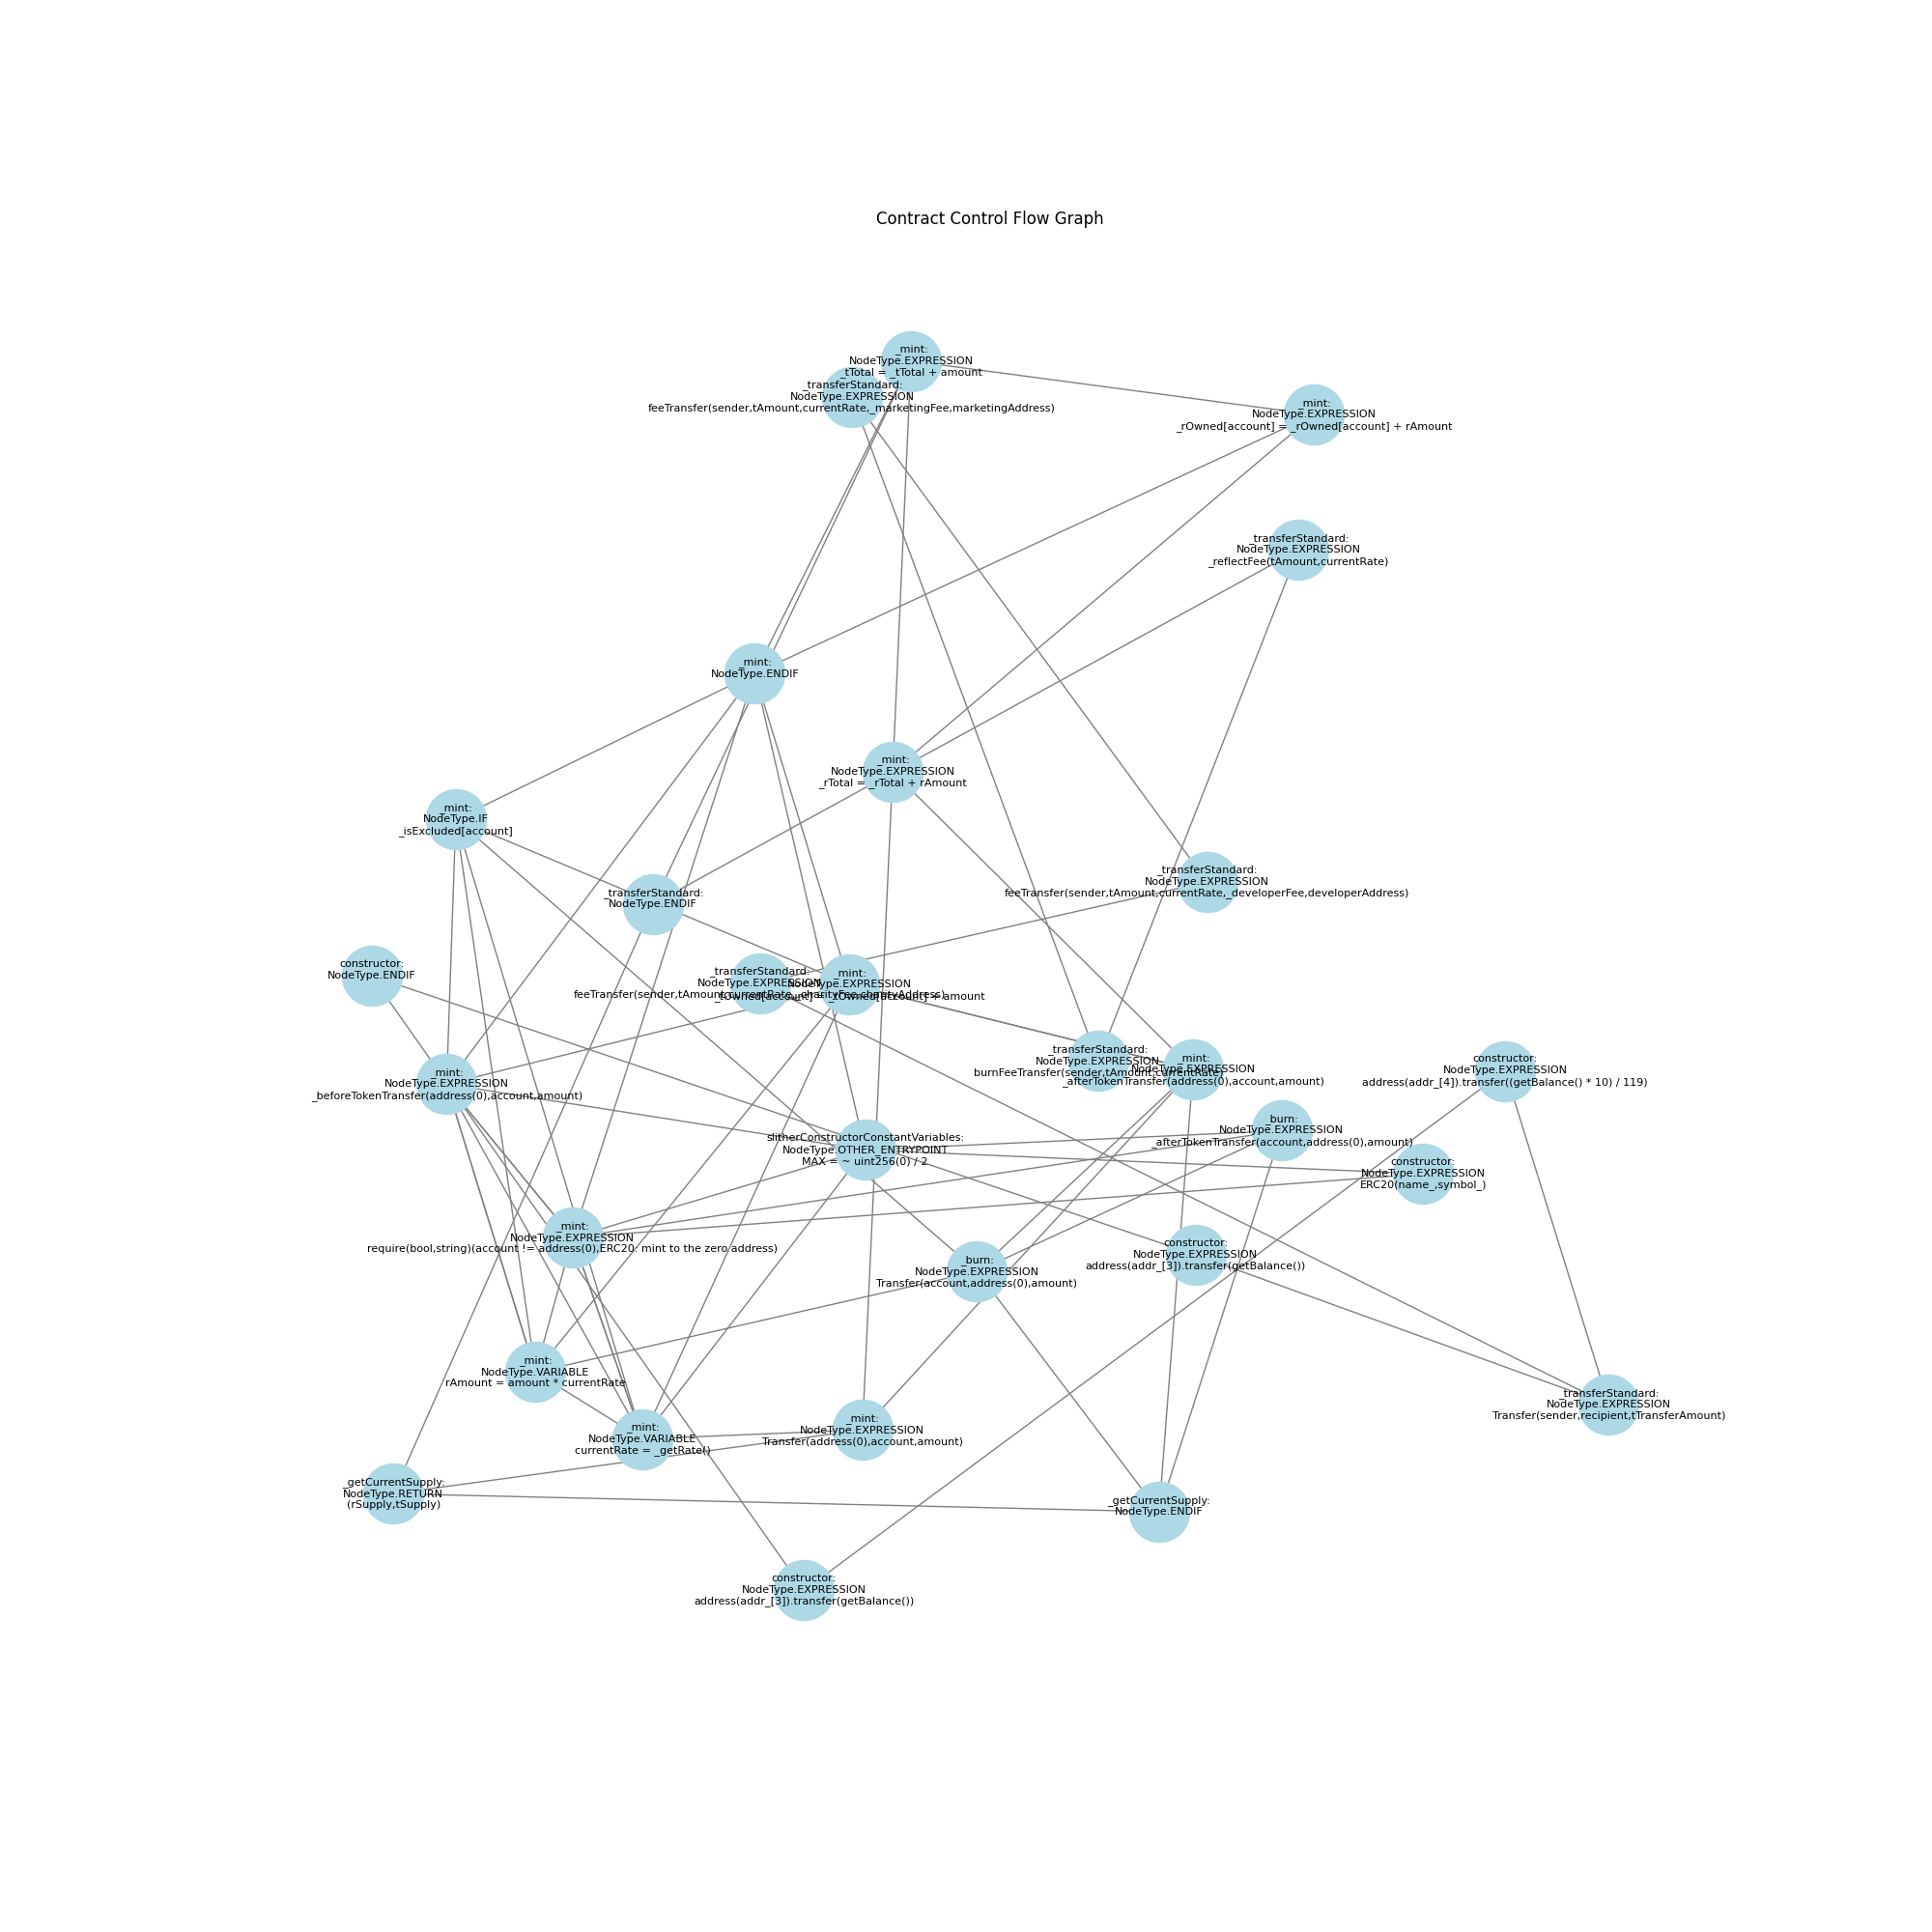 Contract Control Flow Graph
_mint:
NodeType.EXPRESSION
_tTotal = _tTotal + amount
_transferStandard:
NodeType.EXPRESSION
feeTransfer(sender,tAmount,currentRate,_marketingFee,marketingAddress)
_mint:
NodeType.EXPRESSION
_rOwned[account] = _rOwned[account] + rAmount
_transferStandard:
NodeType.EXPRESSION
_reflectFee(tAmount,currentRate)
_mint:
NodeType.ENDIF
_mint:
NodeType.EXPRESSION
_rTotal = _rTotal + rAmount
_mint:
NodeType.IF
_isExcluded[account]
_transferStandard:
NodeType.EXPRESSION
feeTransfer(sender,tAmount,currentRate,_developerFee,developerAddress)
_transferStandard:
NodeType.ENDIF
constructor:
NodeType.ENDIF
_transferStandard:
NodeType.EXPRESSION
feeTransfer(sender,tAmount,currentRate,_charityFee,charityAddress)
_mint:
NodeType.EXPRESSION
_tOwned[account] = _tOwned[account] + amount
_transferStandard:
NodeType.EXPRESSION
burnFeeTransfer(sender,tAmount,currentRate)
_mint:
NodeType.EXPRESSION
_afterTokenTransfer(address(0),account,amount)
constructor:
NodeType.EXPRESSION
address(addr_[4]).transfer((getBalance() * 10) / 119)
_mint:
NodeType.EXPRESSION
_beforeTokenTransfer(address(0),account,amount)
_burn:
NodeType.EXPRESSION
_afterTokenTransfer(account,address(0),amount)
slitherConstructorConstantVariables:
NodeType.OTHER_ENTRYPOINT
MAX = ~ uint256(0) / 2
constructor:
NodeType.EXPRESSION
ERC20(name_,symbol_)
_mint:
NodeType.EXPRESSION
require(bool,string)(account != address(0),ERC20: mint to the zero address)
constructor:
NodeType.EXPRESSION
address(addr_[3]).transfer(getBalance())
_burn:
NodeType.EXPRESSION
Transfer(account,address(0),amount)
_mint:
NodeType.VARIABLE
rAmount = amount * currentRate
_transferStandard:
NodeType.EXPRESSION
Transfer(sender,recipient,tTransferAmount)
_mint:
NodeType.VARIABLE
currentRate = _getRate()
_mint:
NodeType.EXPRESSION
Transfer(address(0),account,amount)
_getCurrentSupply:
NodeType.RETURN
(rSupply,tSupply)
_getCurrentSupply:
NodeType.ENDIF
constructor:
NodeType.EXPRESSION
address(addr_[3]).transfer(getBalance())